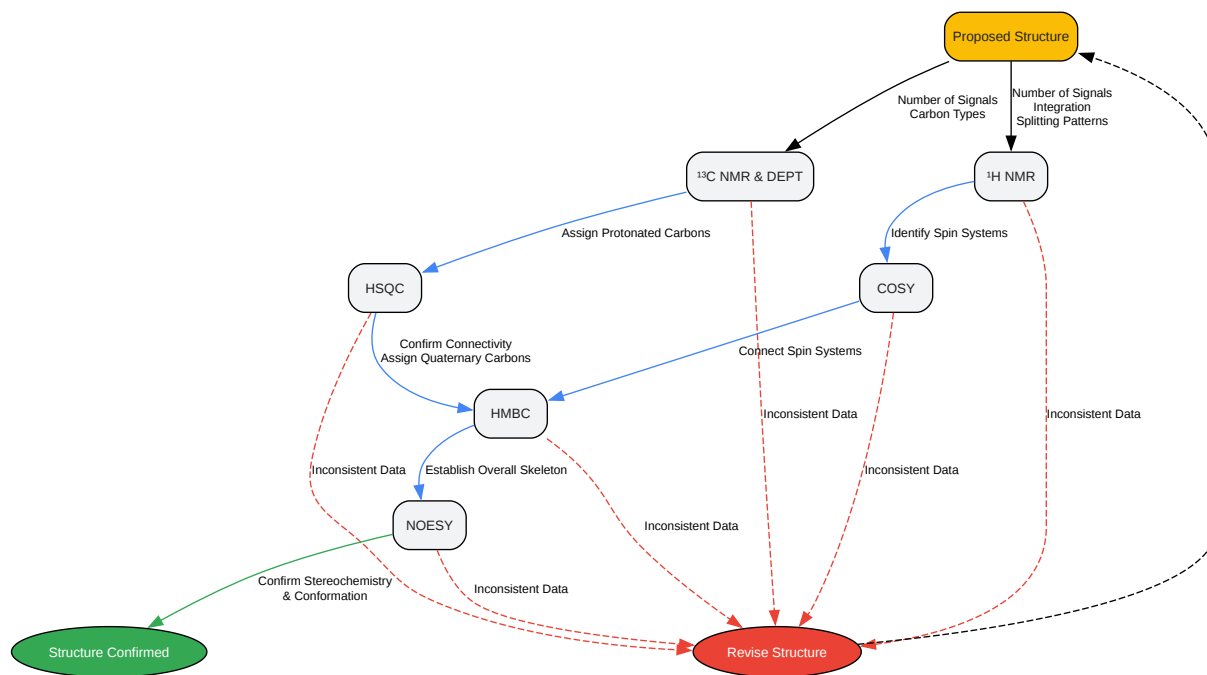 Proposed Structure
Number of Signals
Carbon Types
Number of Signals
Integration
Splitting Patterns
¹³C NMR & DEPT
¹H NMR
Assign Protonated Carbons
Identify Spin Systems
HSQC
COSY
Confirm Connectivity
Assign Quaternary Carbons
Connect Spin Systems
HMBC
Inconsistent Data
Inconsistent Data
Inconsistent Data
Establish Overall Skeleton
Inconsistent Data
NOESY
Inconsistent Data
Confirm Stereochemistry
& Conformation
Inconsistent Data
Structure Confirmed
Revise Structure